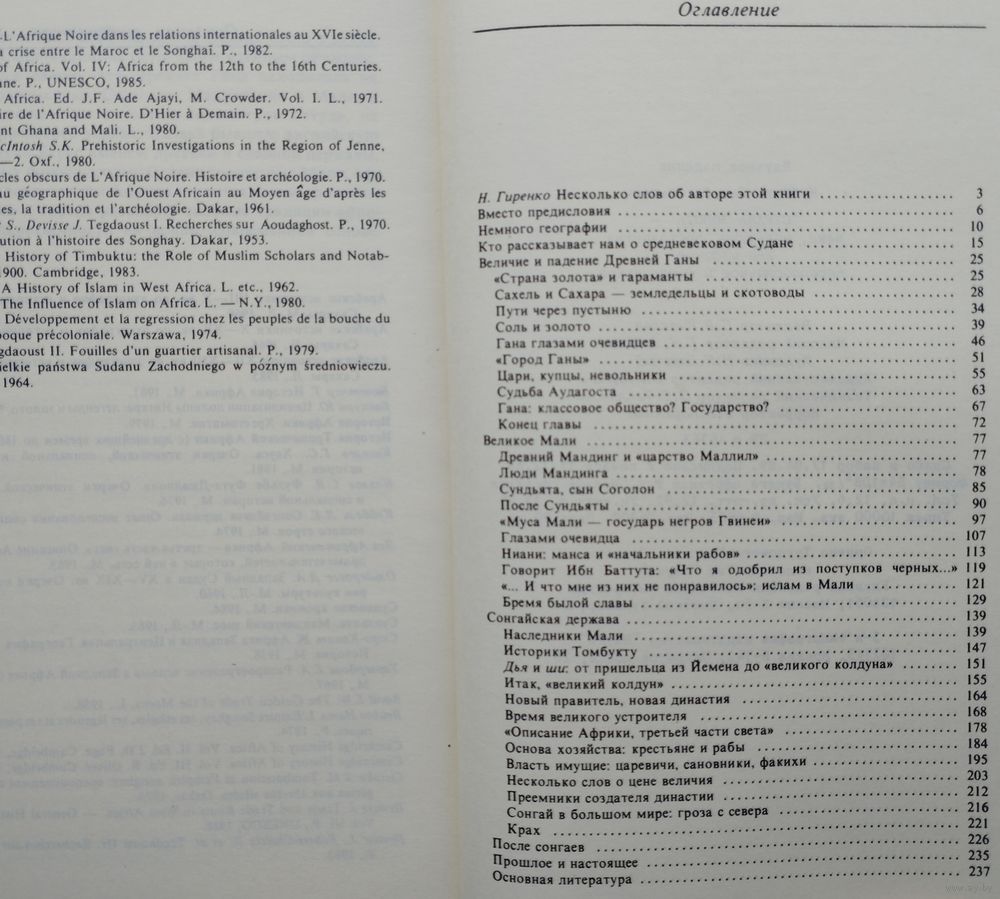 -L'Afrique Noire dans les relations internationales au XVIe siècle.
crise entre le Maroc et le Songhaï. P., 1982.
of Africa. Vol. IV: Africa from the 12th to the 16th Centuries.
P., UNESCO, 1985.
Africa. Ed. J.F. Ade Ajayi, M. Crowder. Vol. I. L., 1971.
de l'Afrique Noire. D'Hier à Demain. P., 1972.
Ghana and Mali. L., 1980.
S.K. Prehistoric Investigations in the Region of Jenne,
—2. Oxf., 1980.
obscurs de L'Afrique Noire. Histoire et archéologie. P., 1970.
géographique de l'Ouest Africain au Moyen âge d'après les
la tradition et l'archéologie. Dakar, 1961.
S., Devisse J. Tegdaoust I. Recherches sur Aoudaghost. P., 1970.
à l'histoire des Songhay. Dakar, 1953.
History of Timbuktu: the Role of Muslim Scholars and Notab-
1900. Cambridge, 1983.
A History of Islam in West Africa. L. etc., 1962.
The Influence of Islam on Africa. L. — N.Y., 1980.
Développement et la regression chez les peuples de la bouche du
époque précoloniale. Warszawa, 1974.
II. Fouilles d'un guartier artisanal. P., 1979.
państwa Sudanu Zachodniego w póżnym średniowieczu.
1964.
Оглавление
Н. Гиренко Несколько слов об авторе этой книги 3
Вместо предисловия 6
Немного географии 10
Кто рассказывает нам о средневековом Судане 15
Величие и падение Древней Ганы 25
«Страна золота» и гараманты 25
Сахель и Сахара — земледельцы и скотоводы 28
Пути через пустыню 34
Соль и золото 39
Гана глазами очевидцев 46
«Город Ганы» 51
Цари, купцы, невольники 55
Судьба Аудагоста 63
Гана: классовое общество? Государство? 67
Конец главы 72
Великое Мали 77
Древний Мандинг и «царство Маллил» 77
Люди Мандинга 78
Сундьята, сын Соголон 85
После Сундьяты 90
«Муса Мали — государь негров Гвинеи» 97
Глазами очевидца 107
Ниани: манса и «начальники рабов» 113
Говорит Ибн Баттута: «Что я одобрил из поступков черных...» 119
«... И что мне из них не понравилось»: ислам в Мали 121
Бремя былой славы 129
Сонгайская держава 139
Наследники Мали 139
Историки Томбукту 147
Дья и ши: от пришельца из Йемена до «великого колдуна» 151
Итак, «великий колдун» 155
Новый правитель, новая династия 164
Время великого устроителя 168
«Описание Африки, третьей части света» 178
Основа хозяйства: крестьяне и рабы 184
Власть имущие: царевичи, сановники, факихи 195
Несколько слов о цене величия 203
Преемники создателя династии 212
Сонгай в большом мире: гроза с севера 216
Крах 221
После сонгаев 226
Прошлое и настоящее 235
Основная литература 237